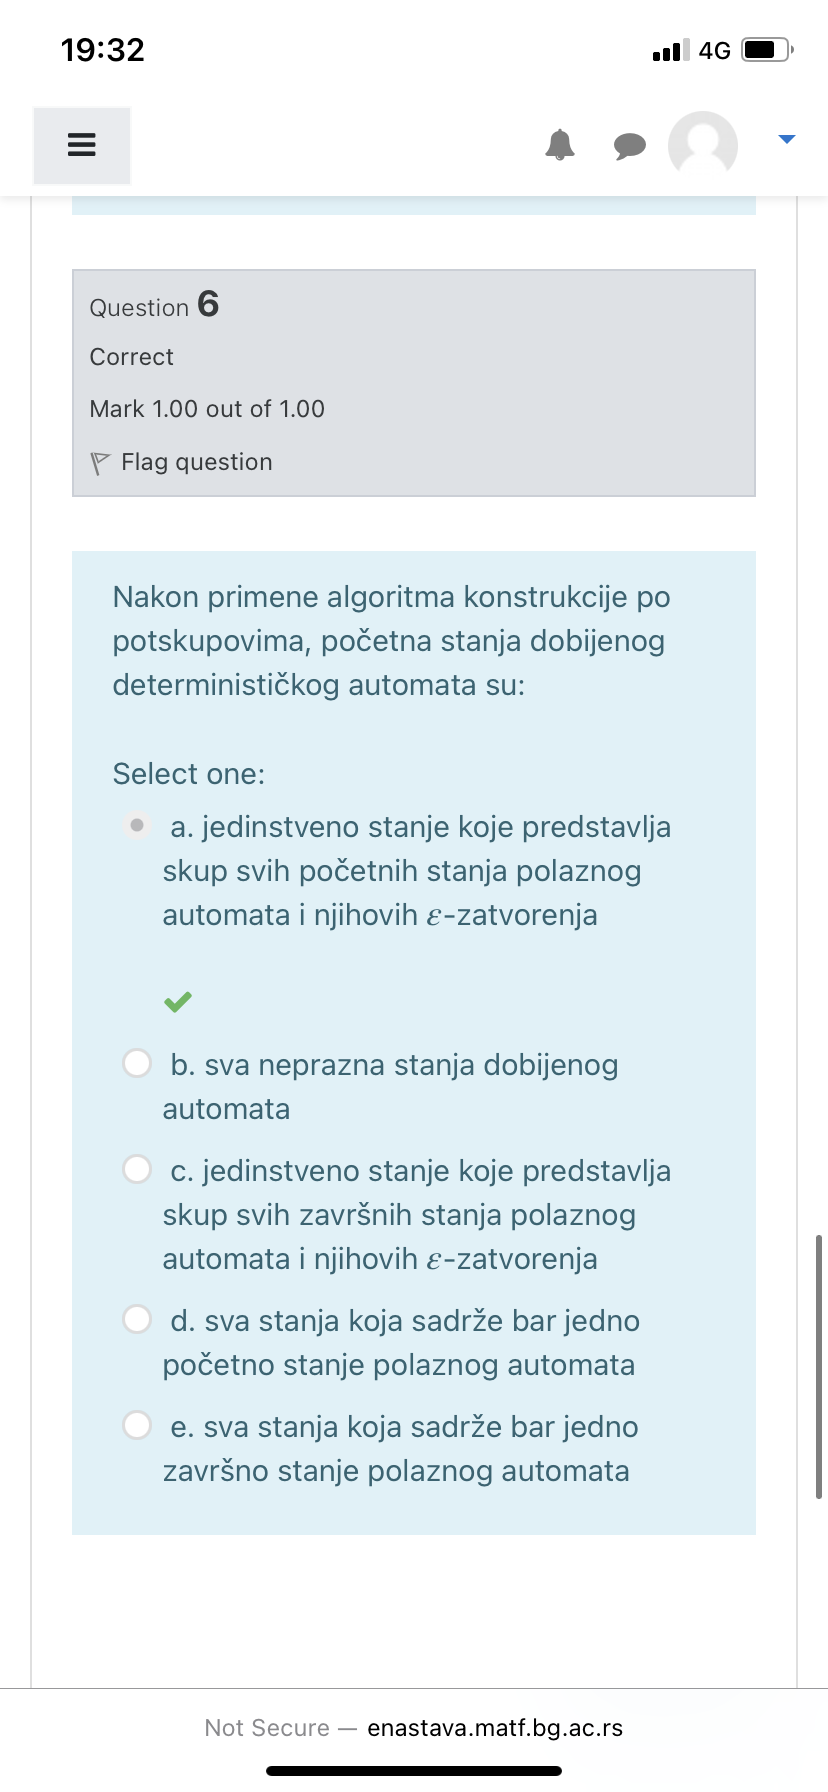 19:32
4G
Question 6
Correct
Mark 1.00 out of 1.00
Flag question
Nakon primene algoritma konstrukcije po
potskupovima, početna stanja dobijenog
determinističkog automata su:
Select one:
a. jedinstveno stanje koje predstavlja
skup svih početnih stanja polaznog
automata i njihovih ε-zatvorenja
b. sva neprazna stanja dobijenog
automata
c. jedinstveno stanje koje predstavlja
skup svih završnih stanja polaznog
automata i njihovih ε-zatvorenja
d. sva stanja koja sadrže bar jedno
početno stanje polaznog automata
e. sva stanja koja sadrže bar jedno
završno stanje polaznog automata
Not Secure — enastava.matf.bg.ac.rs